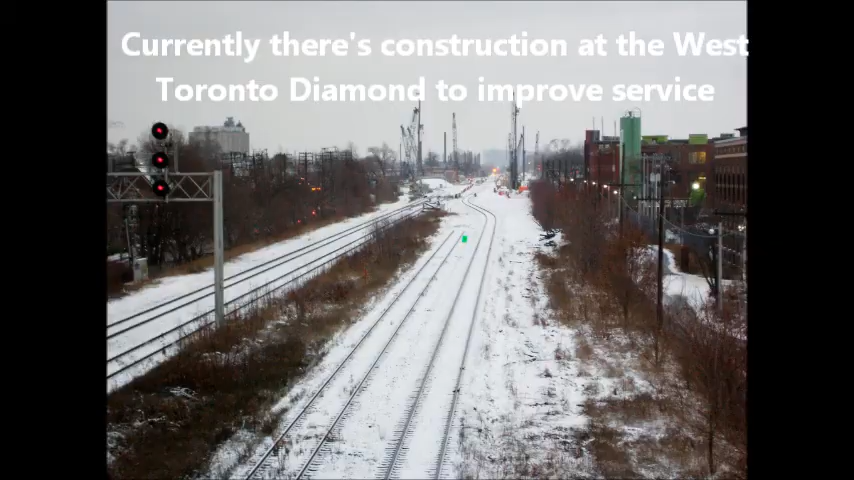 Currently there's construction at the West
Toronto Diamond to improve service